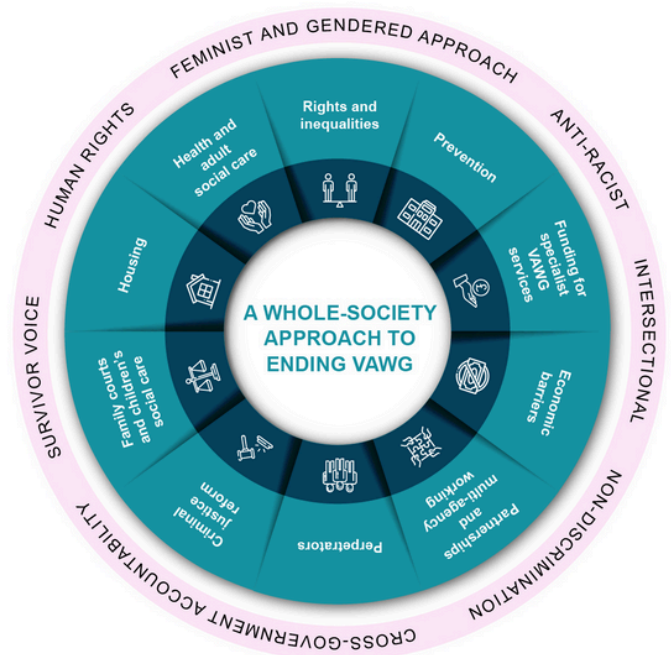 FEMINIST AND GENDERED APPROACH
ANTI-RACIST
INTERSECTIONAL
NON-DISCRIMINATION
CROSS-GOVERNMENT ACCOUNTABILITY
SURVIVOR VOICE
HUMAN RIGHTS
Rights and
inequalities
Prevention
Funding for
specialist
VAWG
services
Economic
barriers
Partnerships
and
multi-agency
working
Perpetrators
Criminal
justice
reform
Family courts
and children's
social care
Housing
Health and
adult
social care
£
A WHOLE-SOCIETY
APPROACH TO
ENDING VAWG